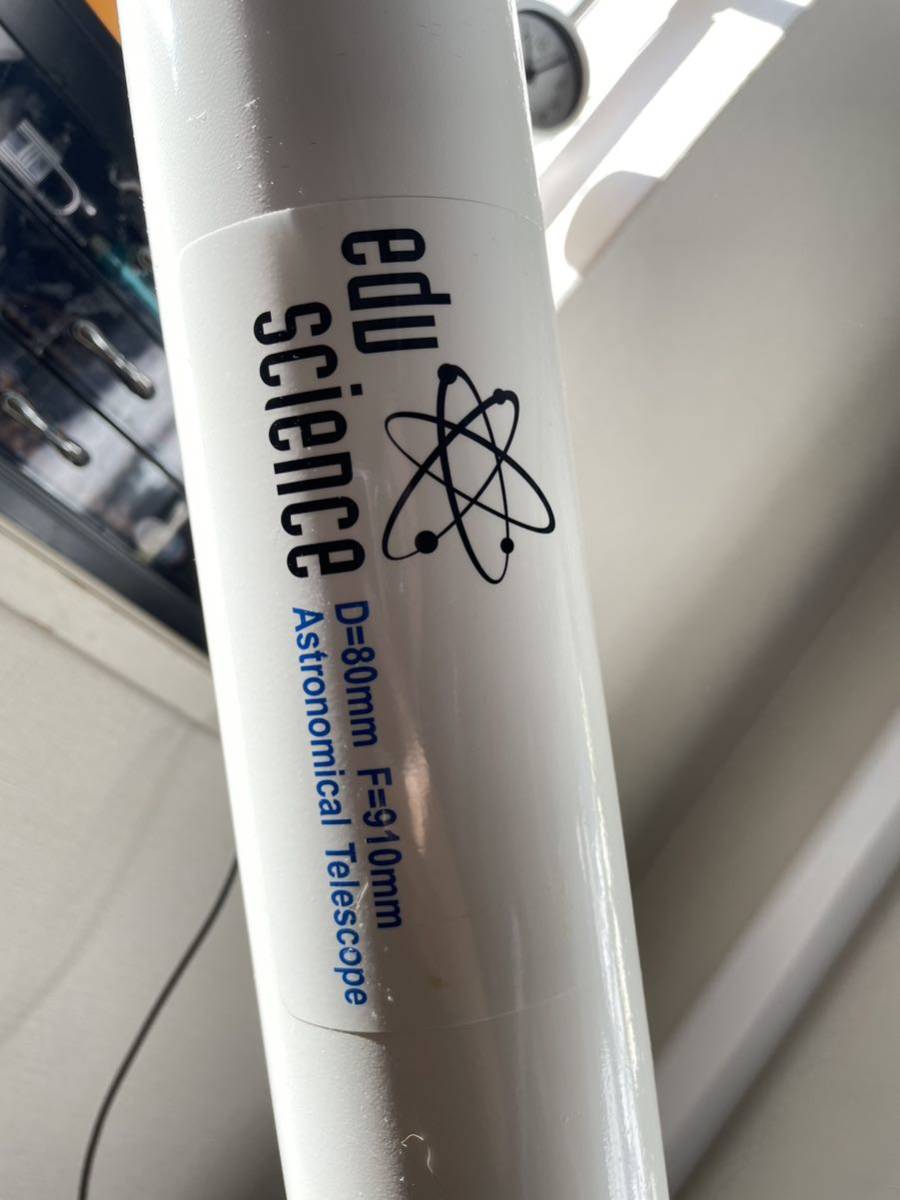 edu
science
D=80mm F=910mm
Astronomical Telescope